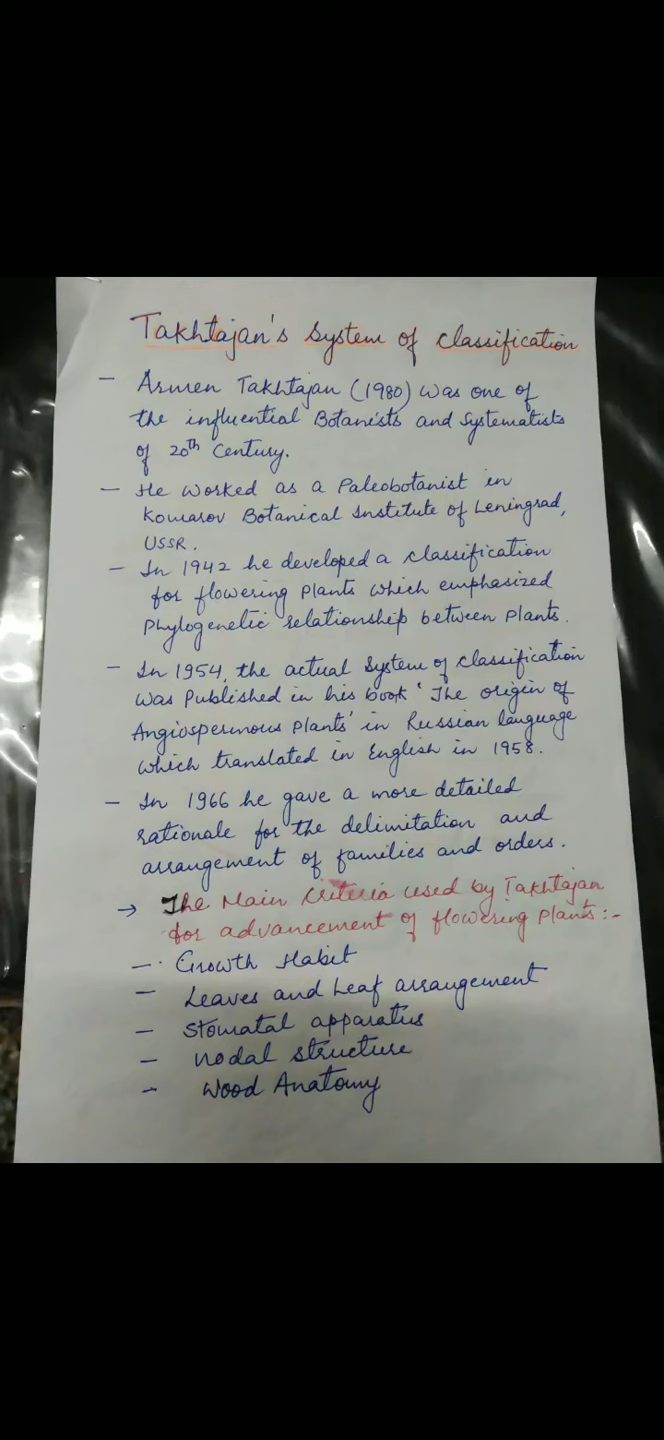 Takhtajan's System of classification
- Armen Takhtajan (1980) was one of
the influential Botanists and Systematists
of 20th Century.
- He worked as a Paleobotanist in
Komarov Botanical Institute of Leningrad,
USSR.
- In 1942 he developed a classification
for flowering Plants which emphasized
Phylogenetic relationship between Plants.
- In 1954, the actual System of classification
was Published in his book 'The origin of
Angiospermous Plants' in Russian language
which translated in English in 1958.
- In 1966 he gave a more detailed
rationale for the delimitation and
arrangement of families and orders.
→ The Main Criteria used by Takhtajan
for advancement of flowering Plants:-
- Growth Habit
- Leaves and Leaf arrangement
- Stomatal apparatus
- nodal structure
- Wood Anatomy